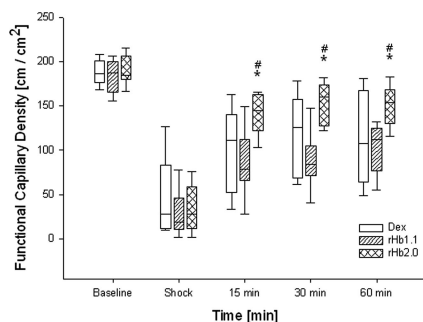 Functional Capillary Density [cm / cm²]
250
200
150
100
50
0
#
*
#
*
#
*
Dex
rHb1.1
rHb2.0
Baseline
Shock
15 min
30 min
60 min
Time [min]